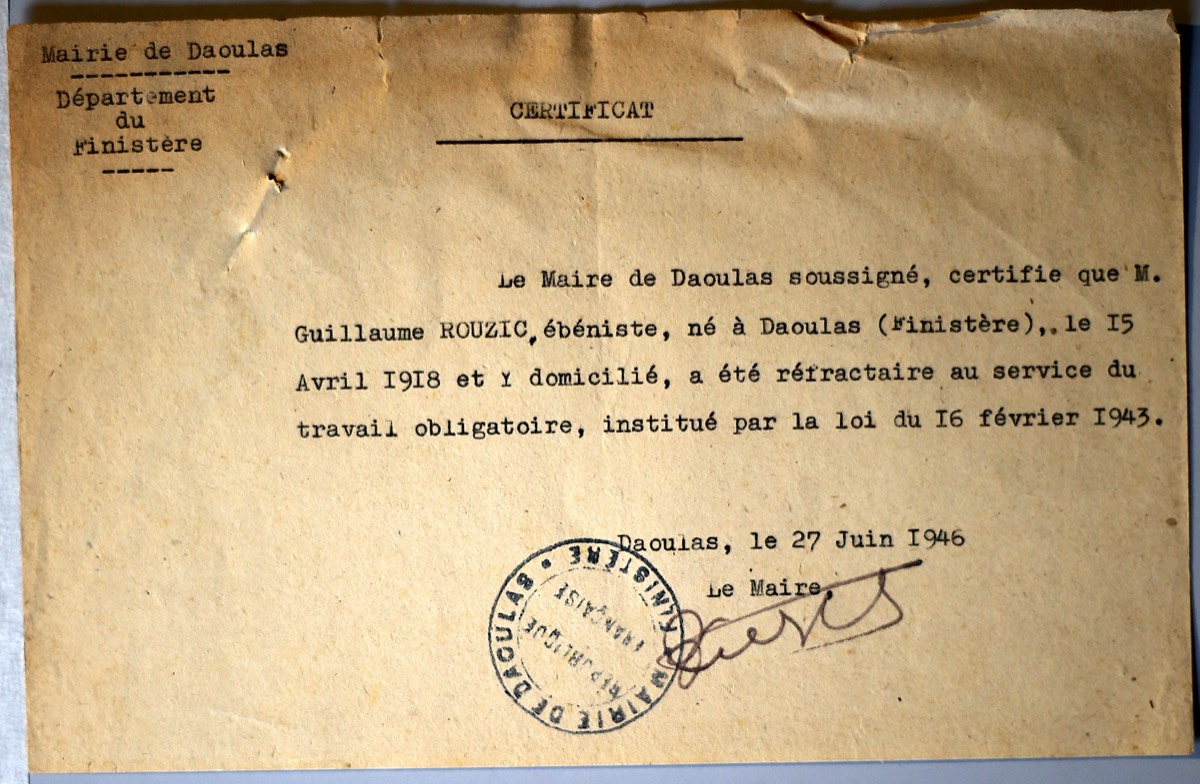 Mairie de Daoulas
-----------
Département
du
Finistère
-----
CERTIFICAT
Le Maire de Daoulas soussigné, certifie que M.
Guillaume ROUZIC, ébéniste, né à Daoulas (Finistère),. le I5
Avril I9I8 et Y domicilié, a été réfractaire au service du
travail obligatoire, institué par la loi du I6 février I943.
Daoulas, le 27 Juin I946
Le Maire,
MAIRIE DE DAOULAS • FINISTÈRE
RÉPUBLIQUE
FRANÇAISE